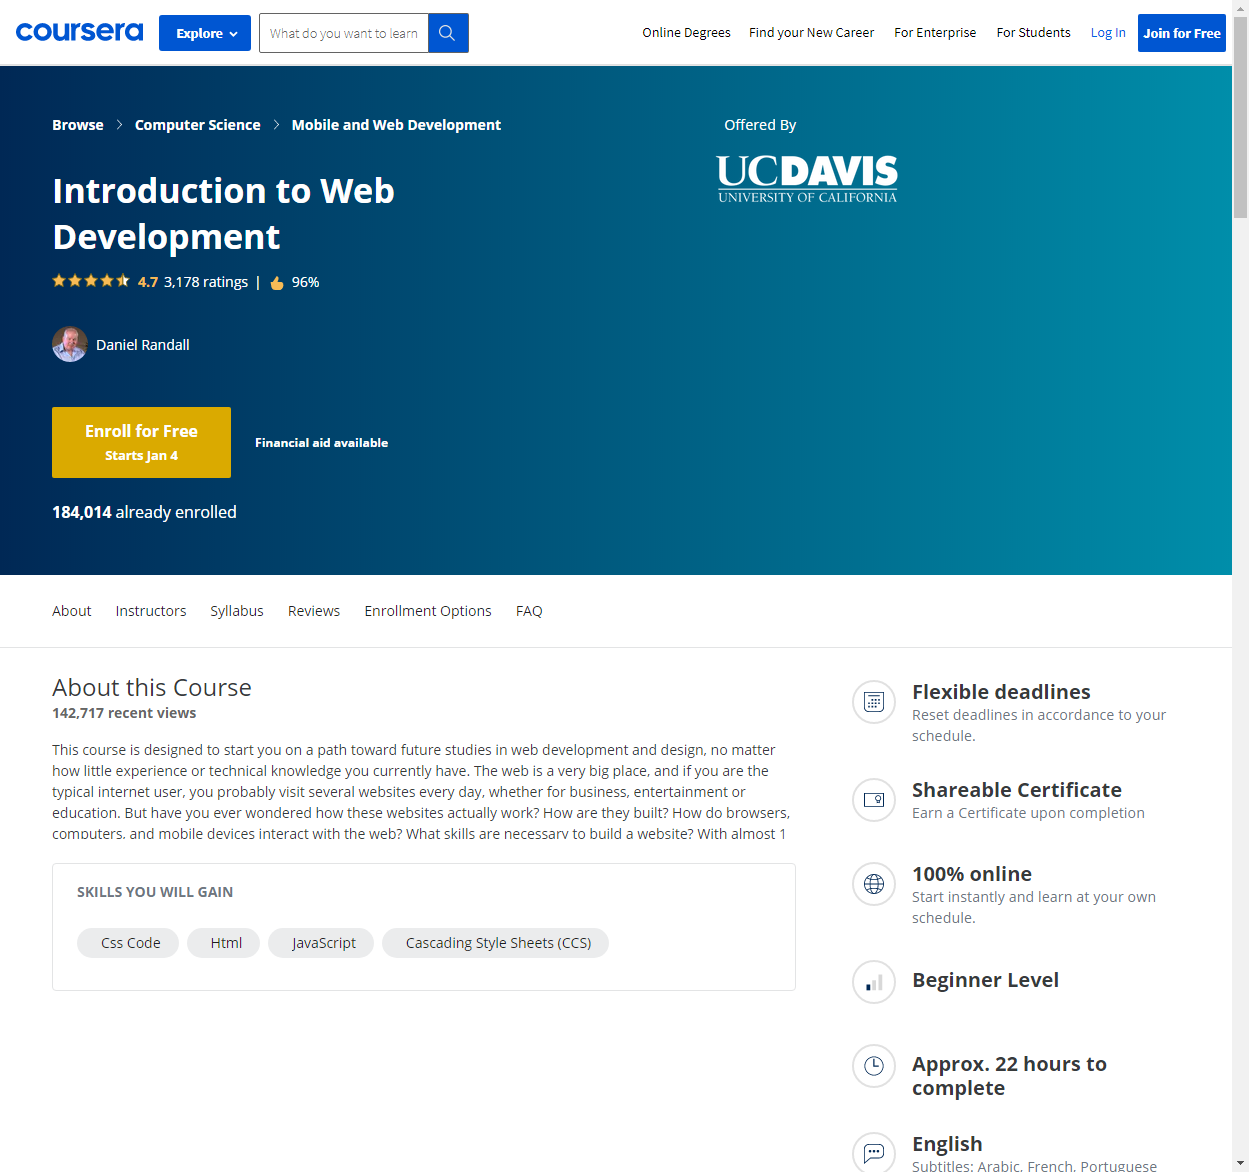 coursera
Explore
What do you want to learn
Online Degrees
Find your New Career
For Enterprise
For Students
Log In
Join for Free
Browse
Computer Science
Mobile and Web Development
Offered By
UCDAVIS
UNIVERSITY OF CALIFORNIA
Introduction to Web
Development
4.7 3,178 ratings | 96%
Daniel Randall
Enroll for Free
Starts Jan 4
Financial aid available
184,014 already enrolled
About
Instructors
Syllabus
Reviews
Enrollment Options
FAQ
About this Course
142,717 recent views
This course is designed to start you on a path toward future studies in web development and design, no matter
how little experience or technical knowledge you currently have. The web is a very big place, and if you are the
typical internet user, you probably visit several websites every day, whether for business, entertainment or
education. But have you ever wondered how these websites actually work? How are they built? How do browsers,
computers, and mobile devices interact with the web? What skills are necessary to build a website? With almost 1
SKILLS YOU WILL GAIN
Css Code
Html
JavaScript
Cascading Style Sheets (CCS)
Flexible deadlines
Reset deadlines in accordance to your
schedule.
Shareable Certificate
Earn a Certificate upon completion
100% online
Start instantly and learn at your own
schedule.
Beginner Level
Approx. 22 hours to
complete
English
Subtitles: Arabic, French, Portuguese